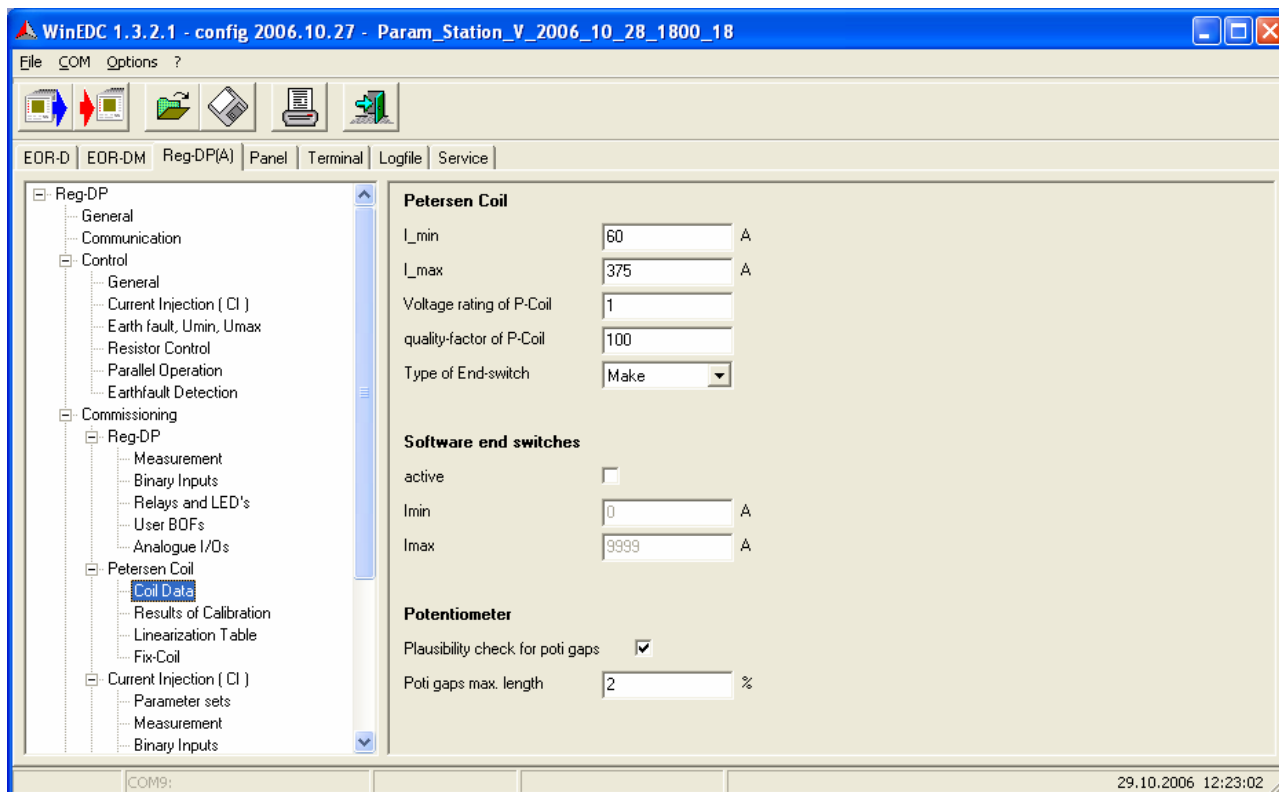 WinEDC 1.3.2.1 - config 2006.10.27 - Param_Station_V_2006_10_28_1800_18
File COM Options ?
EOR-D EOR-DM Reg-DP(A) Panel Terminal Logfile Service
Reg-DP
General
Communication
Control
General
Current Injection ( CI )
Earth fault, Umin, Umax
Resistor Control
Parallel Operation
Earthfault Detection
Commissioning
Reg-DP
Measurement
Binary Inputs
Relays and LED's
User BOFs
Analogue I/Os
Petersen Coil
Coil Data
Results of Calibration
Linearization Table
Fix-Coil
Current Injection ( CI )
Parameter sets
Measurement
Binary Inputs
Petersen Coil
I_min 60 A
I_max 375 A
Voltage rating of P-Coil 1
quality-factor of P-Coil 100
Type of End-switch Make
Software end switches
active
Imin 0 A
Imax 9999 A
Potentiometer
Plausibility check for poti gaps
Poti gaps max. length 2 %
COM9: 29.10.2006 12:23:02